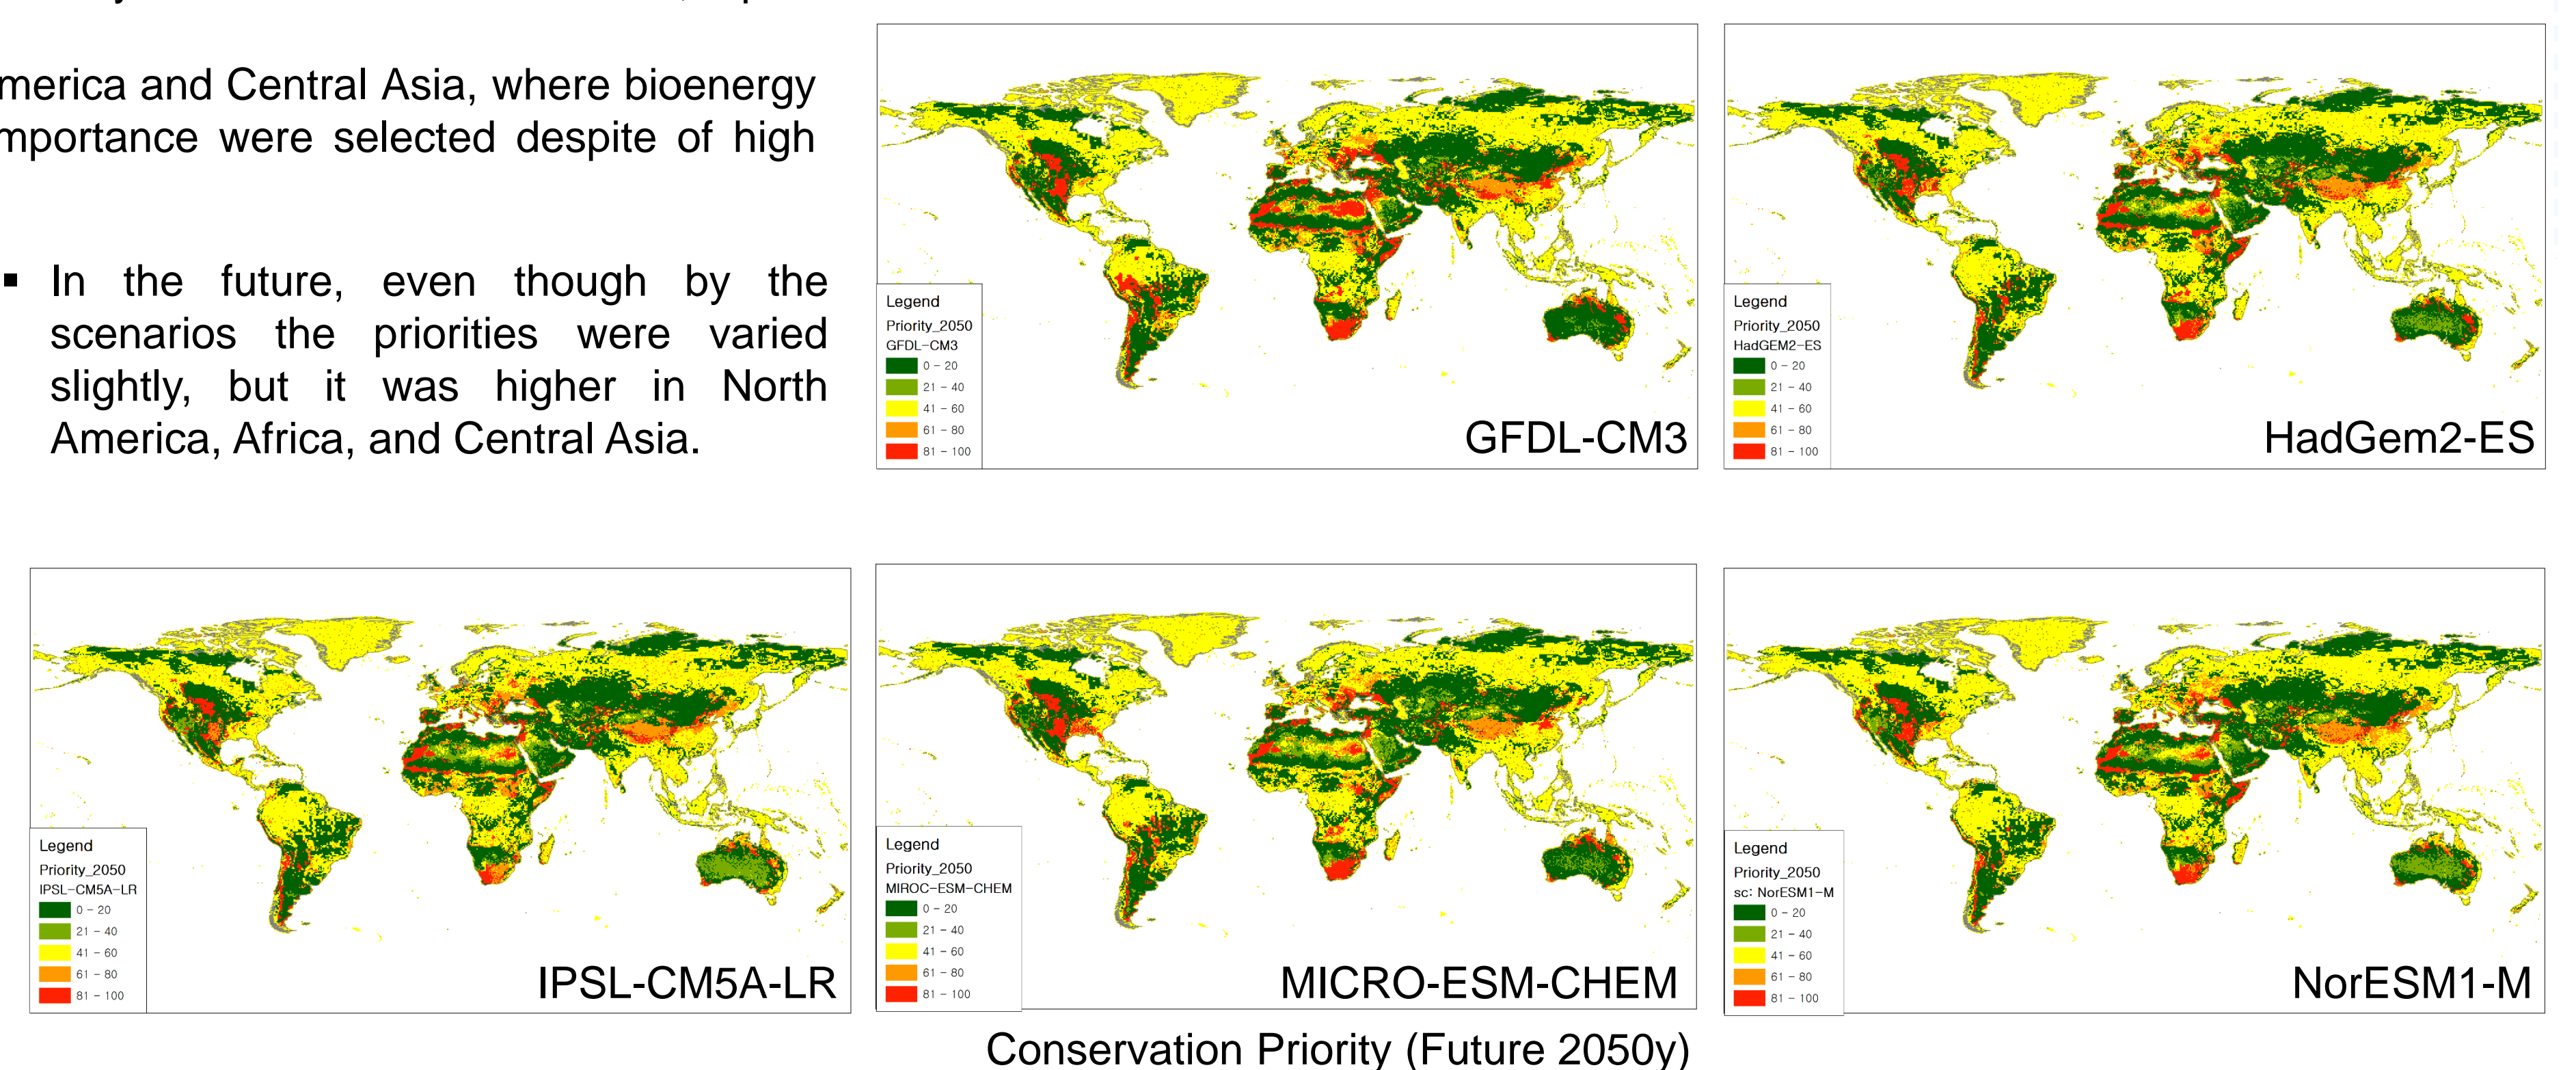 merica and Central Asia, where bioenergy
mportance were selected despite of high
▪ In the future, even though by the
scenarios the priorities were varied
slightly, but it was higher in North
America, Africa, and Central Asia.
Legend
Priority_2050
GFDL-CM3
0 - 20
21 - 40
41 - 60
61 - 80
81 - 100
GFDL-CM3
Legend
Priority_2050
HadGEM2-ES
0 - 20
21 - 40
41 - 60
61 - 80
81 - 100
HadGem2-ES
Legend
Priority_2050
IPSL-CM5A-LR
0 - 20
21 - 40
41 - 60
61 - 80
81 - 100
IPSL-CM5A-LR
Legend
Priority_2050
MIROC-ESM-CHEM
0 - 20
21 - 40
41 - 60
61 - 80
81 - 100
MICRO-ESM-CHEM
Legend
Priority_2050
sc: NorESM1-M
0 - 20
21 - 40
41 - 60
61 - 80
81 - 100
NorESM1-M
Conservation Priority (Future 2050y)